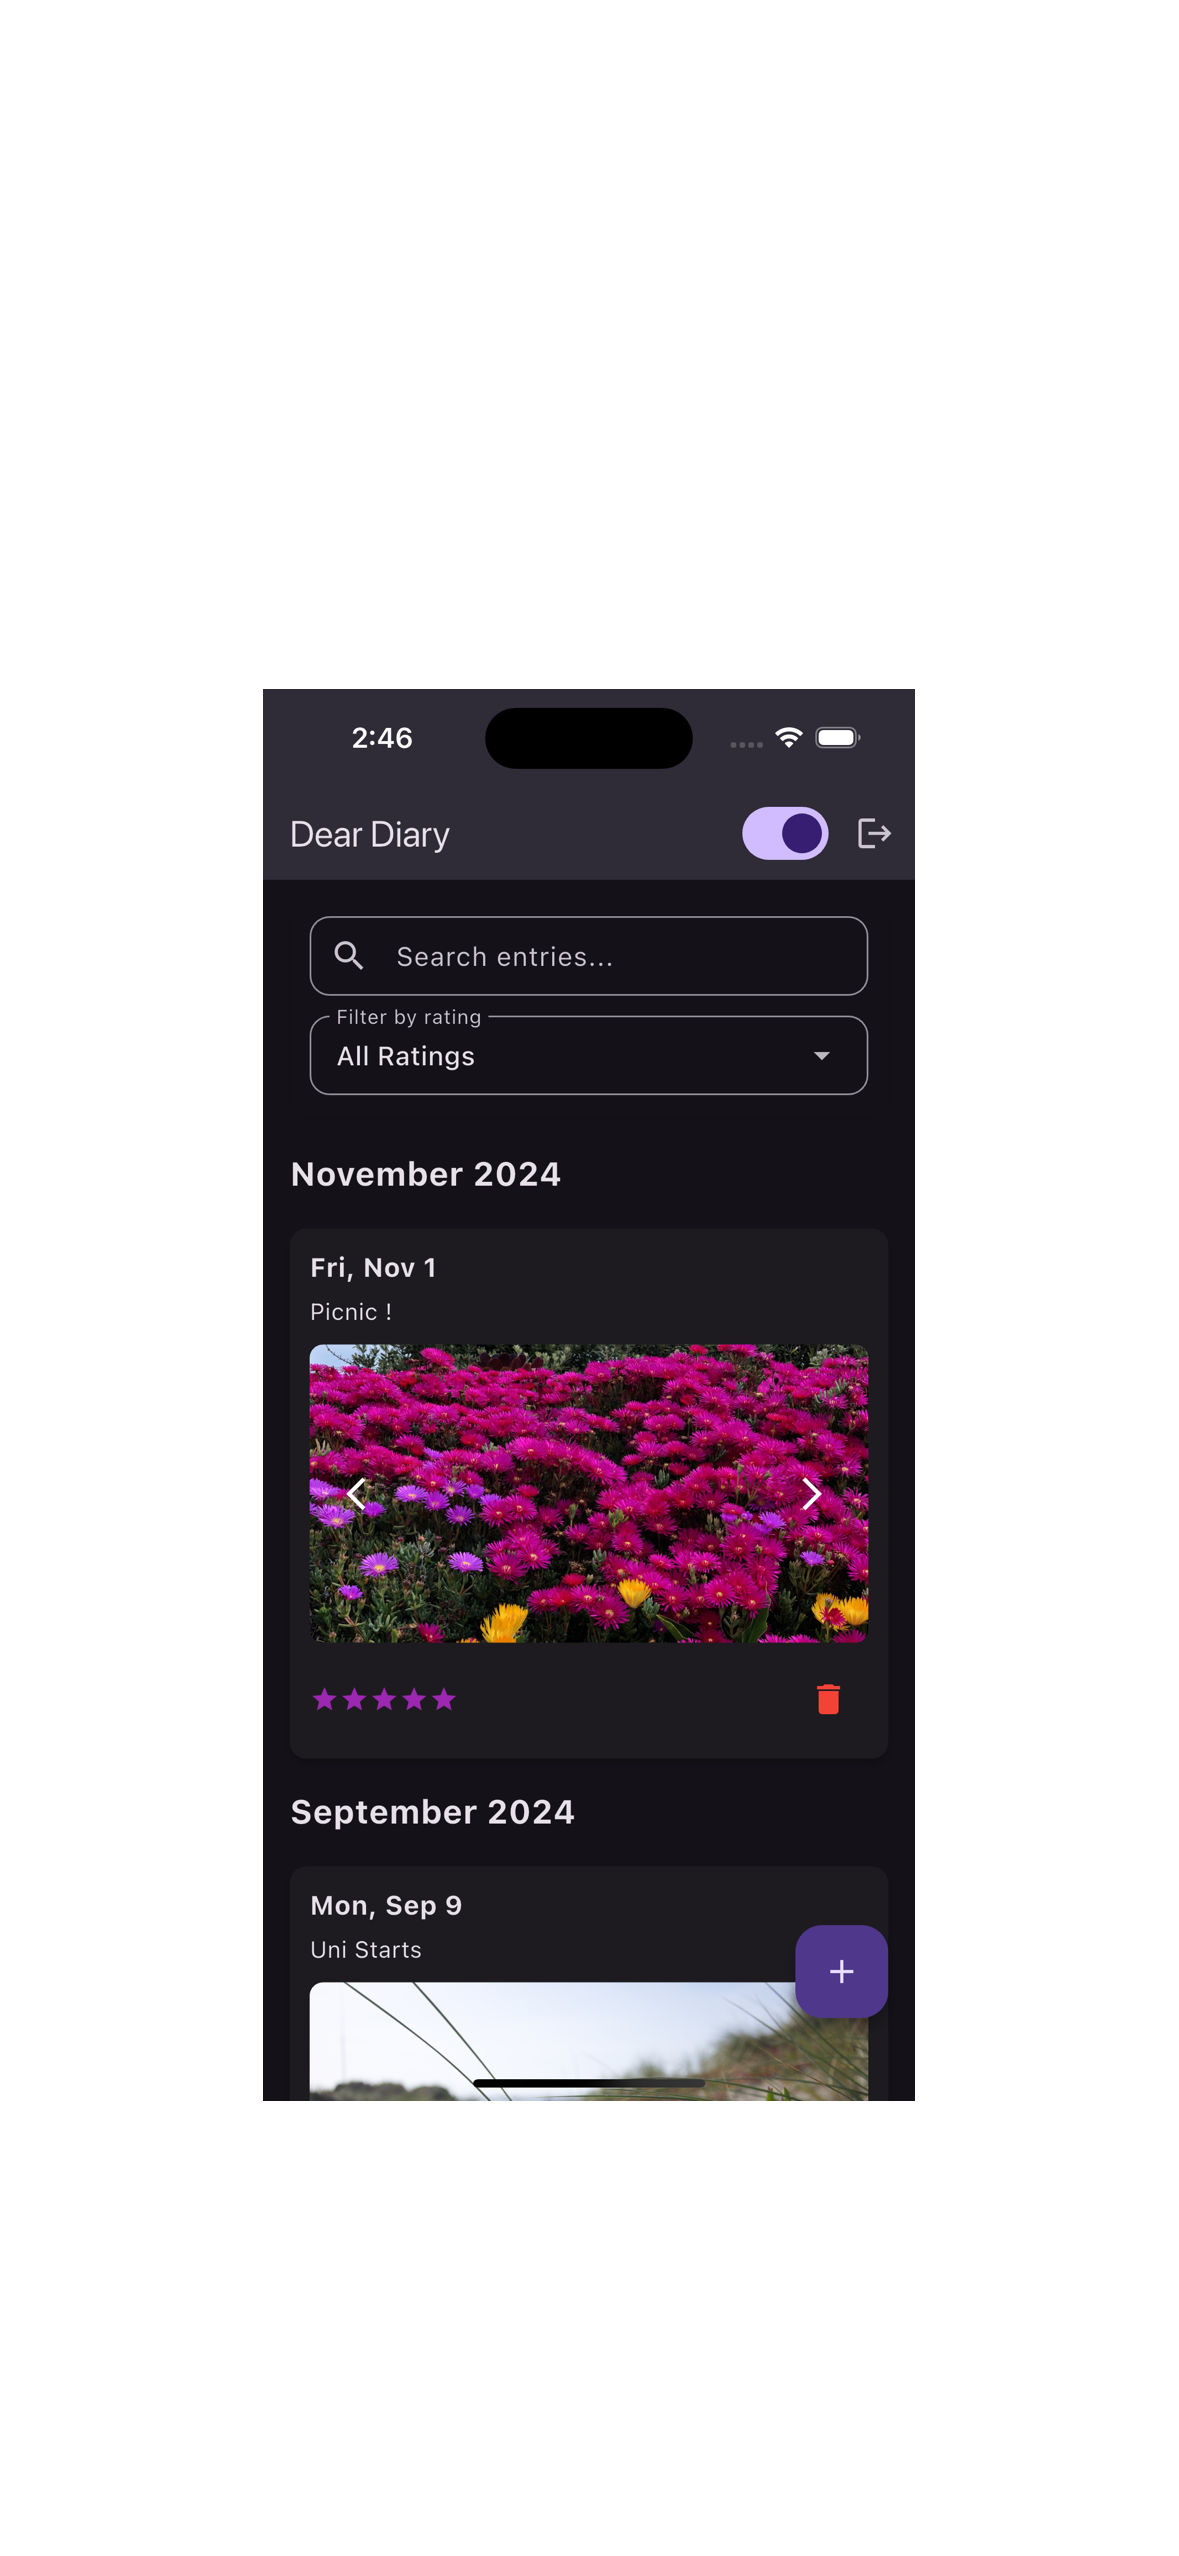 2:46
Dear Diary
Search entries...
Filter by rating
All Ratings
November 2024
Fri, Nov 1
Picnic !
September 2024
Mon, Sep 9
Uni Starts